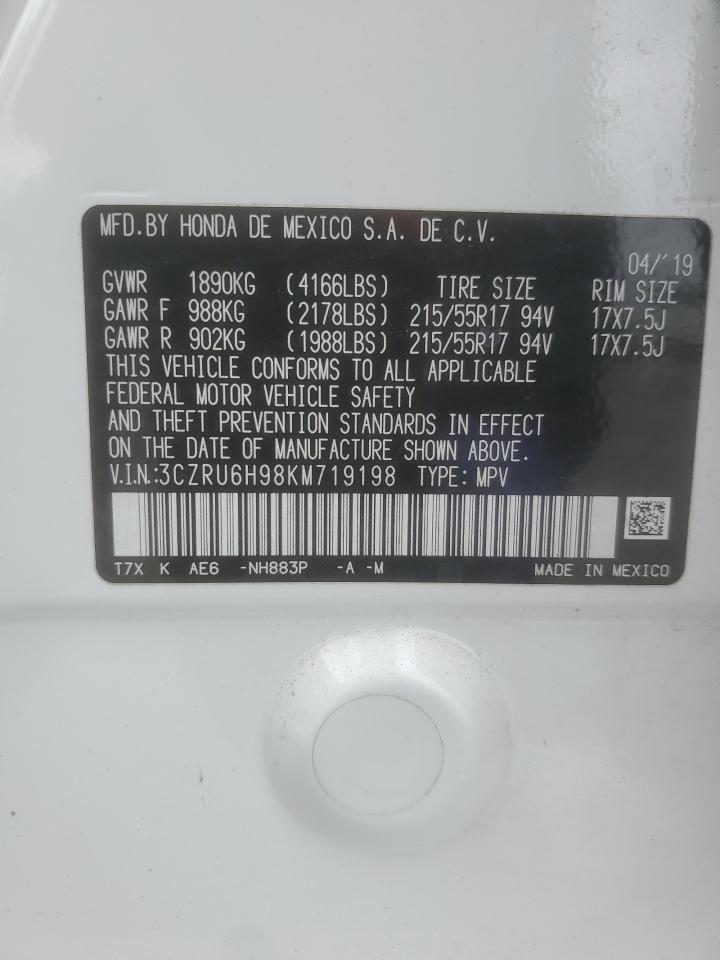 MFD.BY HONDA DE MEXICO S.A. DE C.V.
04/'19
GVWR 1890KG (4166LBS) TIRE SIZE RIM SIZE
GAWR F 988KG (2178LBS) 215/55R17 94V 17X7.5J
GAWR R 902KG (1988LBS) 215/55R17 94V 17X7.5J
THIS VEHICLE CONFORMS TO ALL APPLICABLE
FEDERAL MOTOR VEHICLE SAFETY
AND THEFT PREVENTION STANDARDS IN EFFECT
ON THE DATE OF MANUFACTURE SHOWN ABOVE.
V.I.N.:3CZRU6H98KM719198 TYPE: MPV
T7X K AE6 -NH883P -A -M MADE IN MEXICO